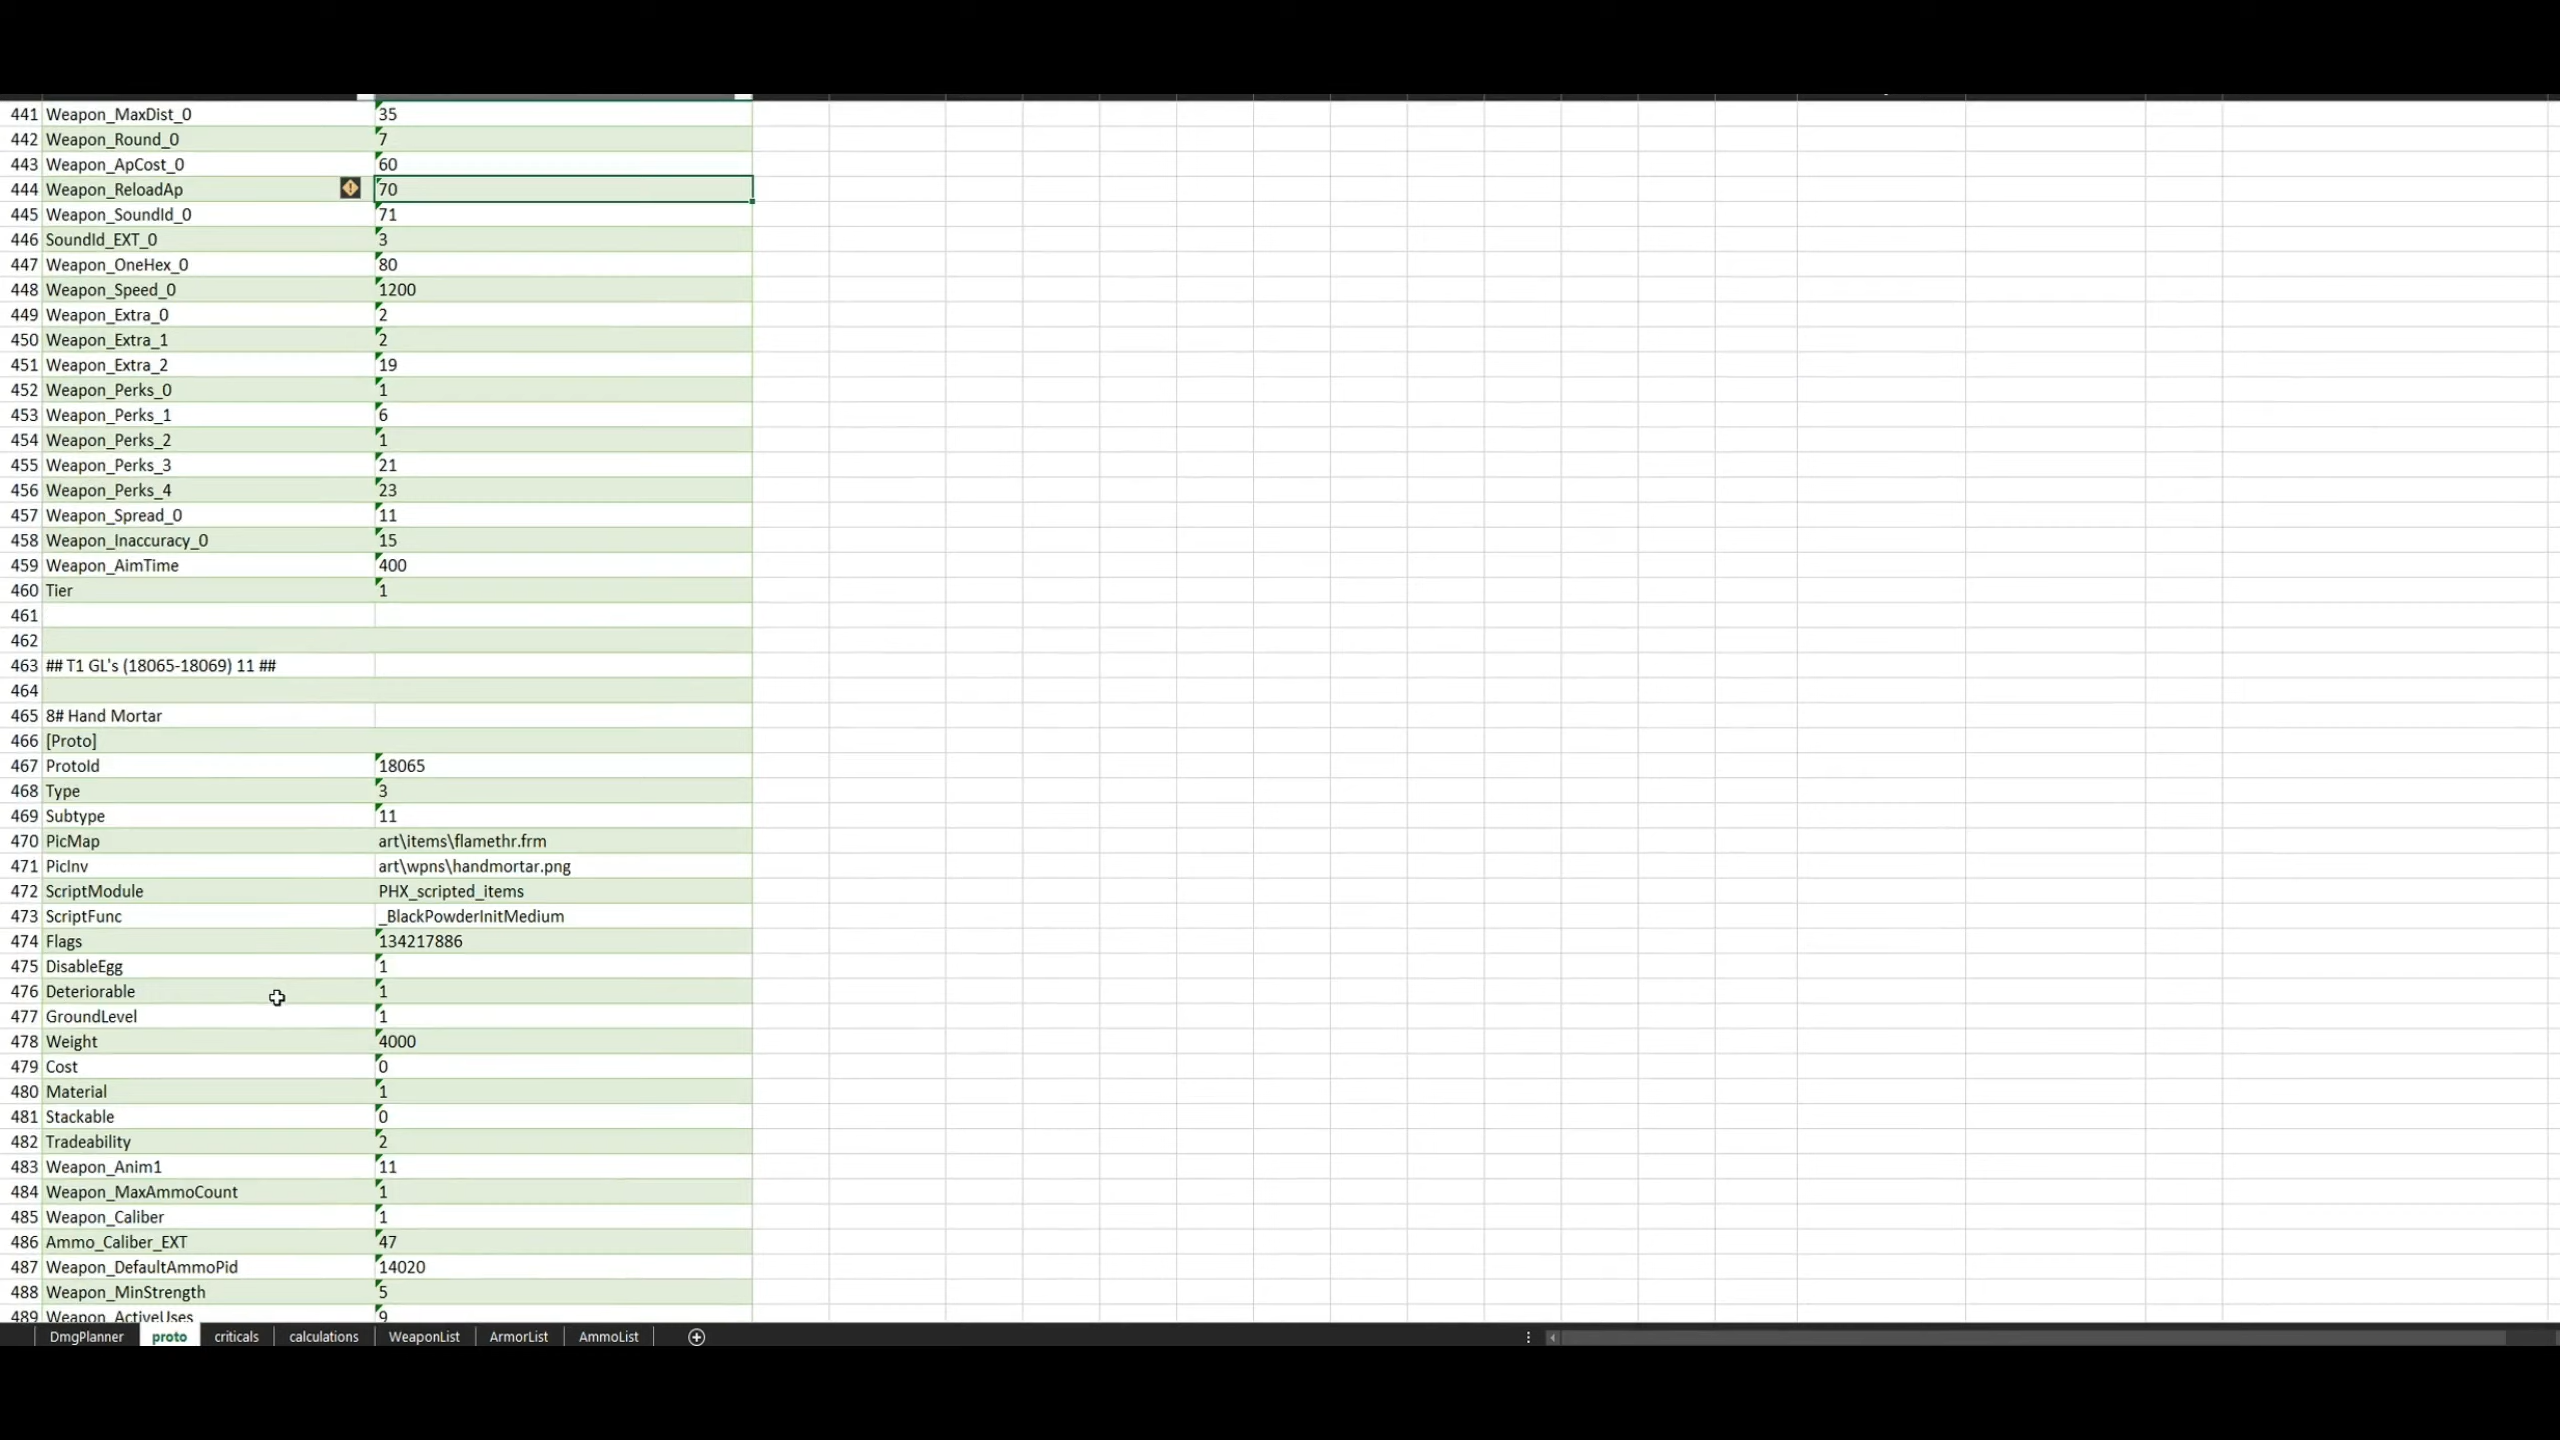 441 Weapon_MaxDist_0 35
442 Weapon_Round_0 7
443 Weapon_ApCost_0 60
444 Weapon_ReloadAp 70
445 Weapon_SoundId_0 71
446 SoundId_EXT_0 3
447 Weapon_OneHex_0 80
448 Weapon_Speed_0 1200
449 Weapon_Extra_0 2
450 Weapon_Extra_1 2
451 Weapon_Extra_2 19
452 Weapon_Perks_0 1
453 Weapon_Perks_1 6
454 Weapon_Perks_2 1
455 Weapon_Perks_3 21
456 Weapon_Perks_4 23
457 Weapon_Spread_0 11
458 Weapon_Inaccuracy_0 15
459 Weapon_AimTime 400
460 Tier 1
461
462
463 ## T1 GL's (18065-18069) 11 ##
464
465 8# Hand Mortar
466 [Proto]
467 ProtoId 18065
468 Type 3
469 Subtype 11
470 PicMap art\items\flamethr.frm
471 PicInv art\wpns\handmortar.png
472 ScriptModule PHX_scripted_items
473 ScriptFunc _BlackPowderInitMedium
474 Flags 134217886
475 DisableEgg 1
476 Deteriorable 1
477 GroundLevel 1
478 Weight 4000
479 Cost 0
480 Material 1
481 Stackable 0
482 Tradeability 2
483 Weapon_Anim1 11
484 Weapon_MaxAmmoCount 1
485 Weapon_Caliber 1
486 Ammo_Caliber_EXT 47
487 Weapon_DefaultAmmoPid 14020
488 Weapon_MinStrength 5
489 Weapon_ActiveUses 9
DmgPlanner proto criticals calculations WeaponList ArmorList AmmoList